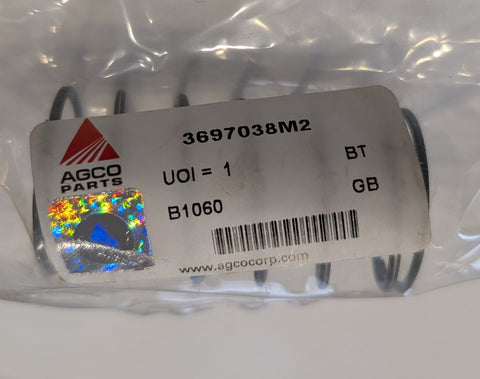 3697038M2
AGCO
PARTS
UOI = 1
BT
B1060
GB
www.agcocorp.com